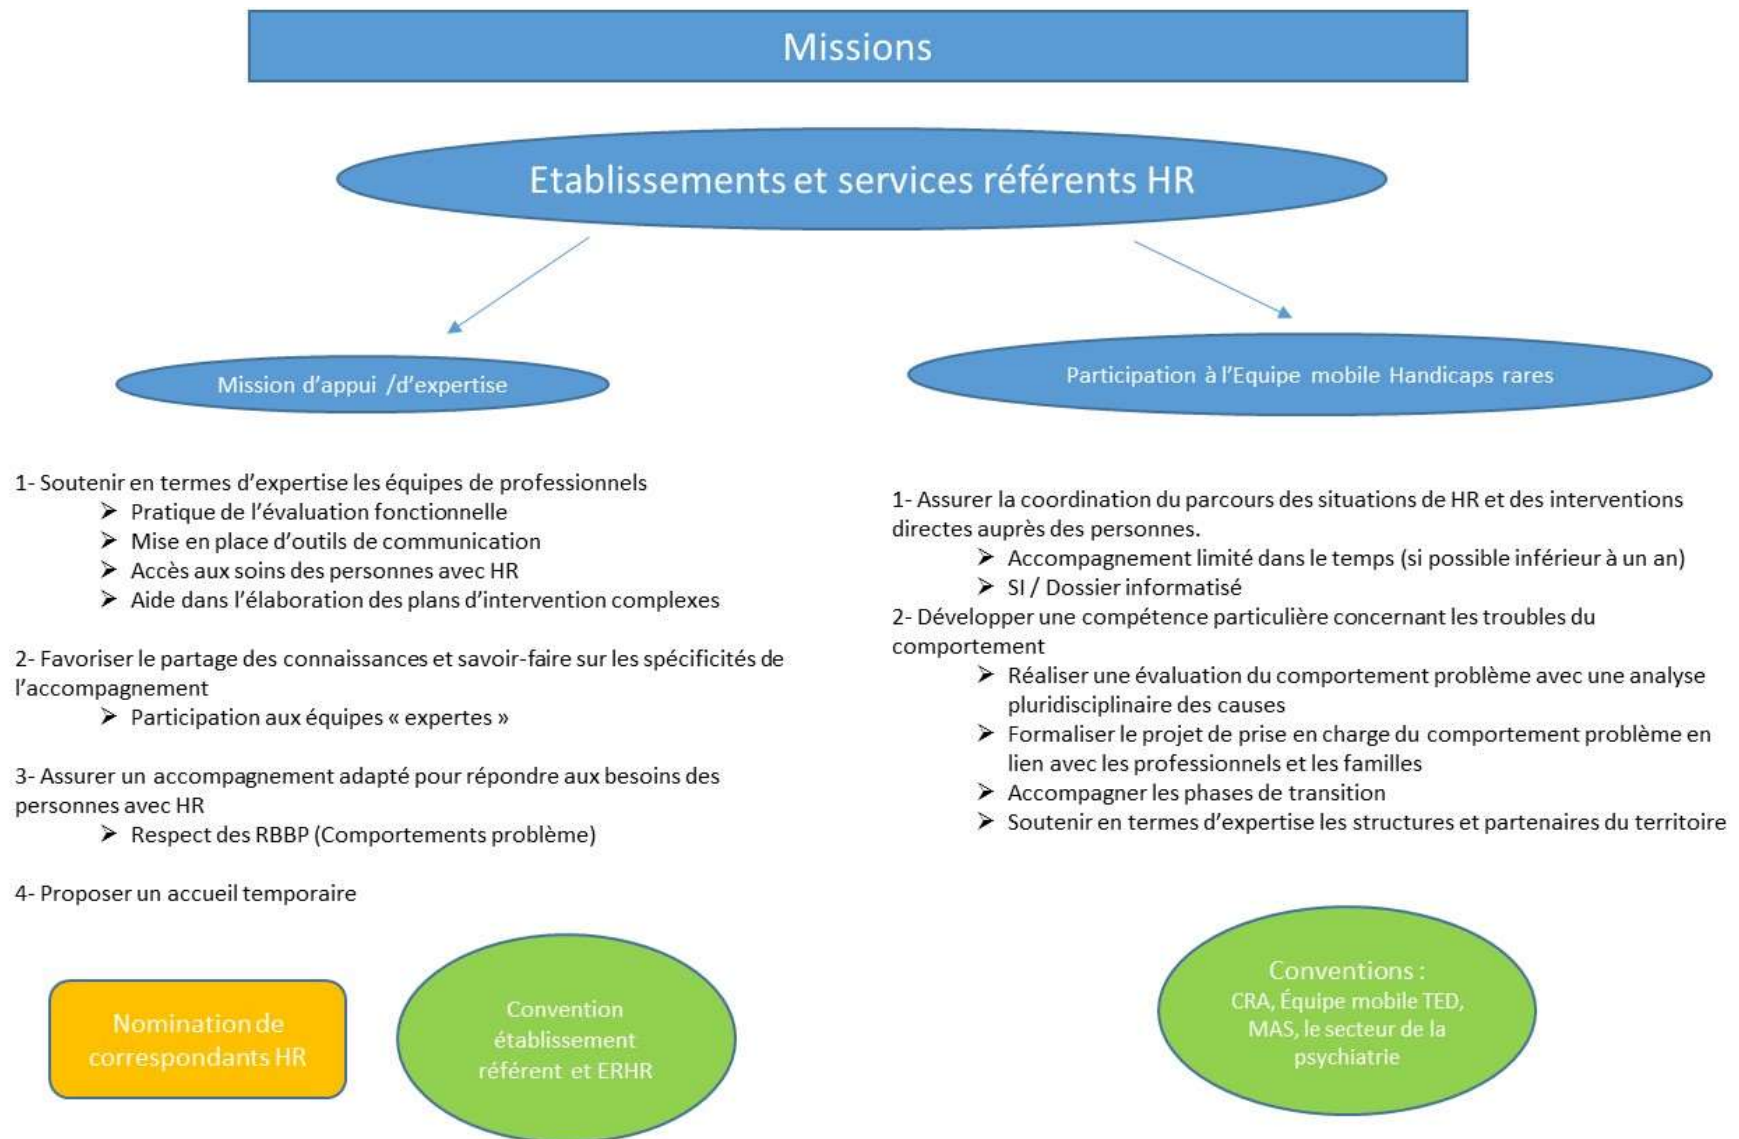 Missions
Etablissements et services référents HR
Mission d'appui /d'expertise
1- Soutenir en termes d'expertise les équipes de professionnels
➤ Pratique de l'évaluation fonctionnelle
➤ Mise en place d'outils de communication
➤ Accès aux soins des personnes avec HR
➤ Aide dans l'élaboration des plans d'intervention complexes
2- Favoriser le partage des connaissances et savoir-faire sur les spécificités de
l'accompagnement
➤ Participation aux équipes « expertes »
3- Assurer un accompagnement adapté pour répondre aux besoins des
personnes avec HR
➤ Respect des RBBP (Comportements problème)
4- Proposer un accueil temporaire
Nomination de
correspondants HR
Convention
établissement
référent et ERHR
Participation à l'Equipe mobile Handicaps rares
1- Assurer la coordination du parcours des situations de HR et des interventions
directes auprès des personnes.
➤ Accompagnement limité dans le temps (si possible inférieur à un an)
➤ SI / Dossier informatisé
2- Développer une compétence particulière concernant les troubles du
comportement
➤ Réaliser une évaluation du comportement problème avec une analyse
pluridisciplinaire des causes
➤ Formaliser le projet de prise en charge du comportement problème en
lien avec les professionnels et les familles
➤ Accompagner les phases de transition
➤ Soutenir en termes d'expertise les structures et partenaires du territoire
Conventions :
CRA, Équipe mobile TED,
MAS, le secteur de la
psychiatrie